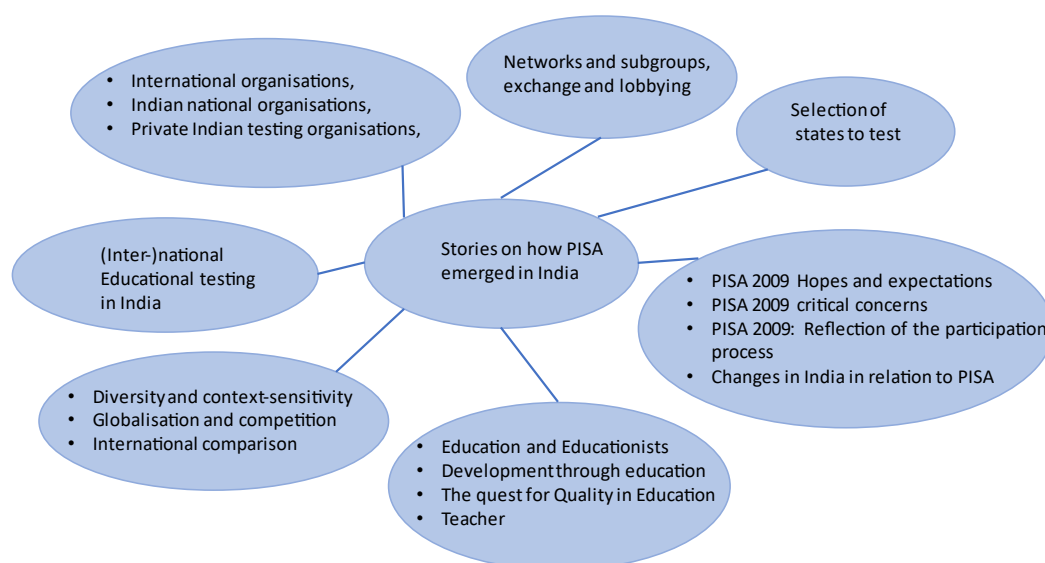 • International organisations,
• Indian national organisations,
• Private Indian testing organisations,
Networks and subgroups,
exchange and lobbying
Selection of
states to test
(Inter-)national
Educational testing
in India
Stories on how PISA
emerged in India
• PISA 2009 Hopes and expectations
• PISA 2009 critical concerns
• PISA 2009: Reflection of the participation
process
• Changes in India in relation to PISA
• Diversity and context-sensitivity
• Globalisation and competition
• International comparison
• Education and Educationists
• Development through education
• The quest for Quality in Education
• Teacher